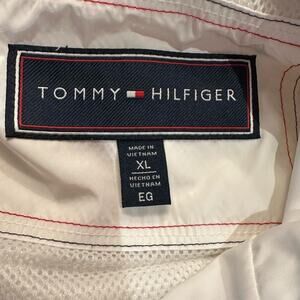 TOMMY HILFIGER
MADE IN
VIETNAM
XL
HECHO EN
VIETNAM
EG